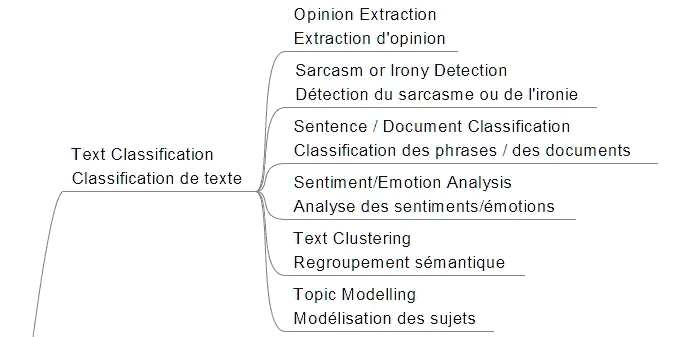 Opinion Extraction
Extraction d'opinion
Sarcasm or Irony Detection
Détection du sarcasme ou de l'ironie
Sentence / Document Classification
Classification des phrases / des documents
Text Classification
Classification de texte
Sentiment/Emotion Analysis
Analyse des sentiments/émotions
Text Clustering
Regroupement sémantique
Topic Modelling
Modélisation des sujets